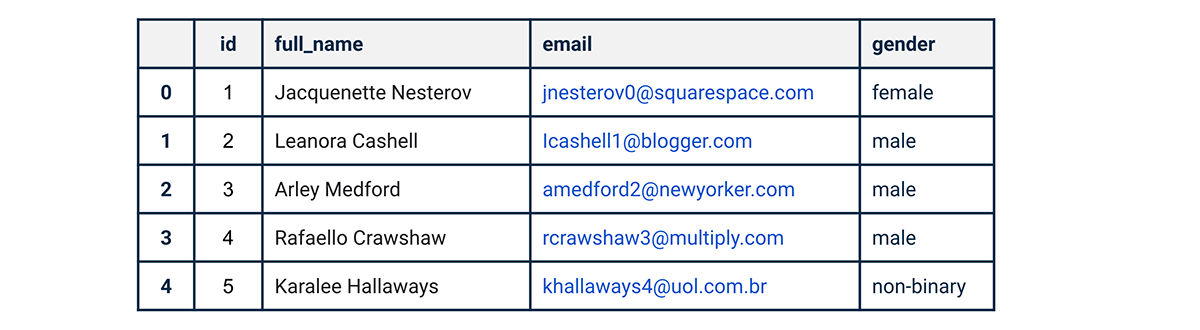 id full_name email gender
0 1 Jacquenette Nesterov jnesterov0@squarespace.com female
1 2 Leanora Cashell lcashell1@blogger.com male
2 3 Arley Medford amedford2@newyorker.com male
3 4 Rafaello Crawshaw rcrawshaw3@multiply.com male
4 5 Karalee Hallaways khallaways4@uol.com.br non-binary